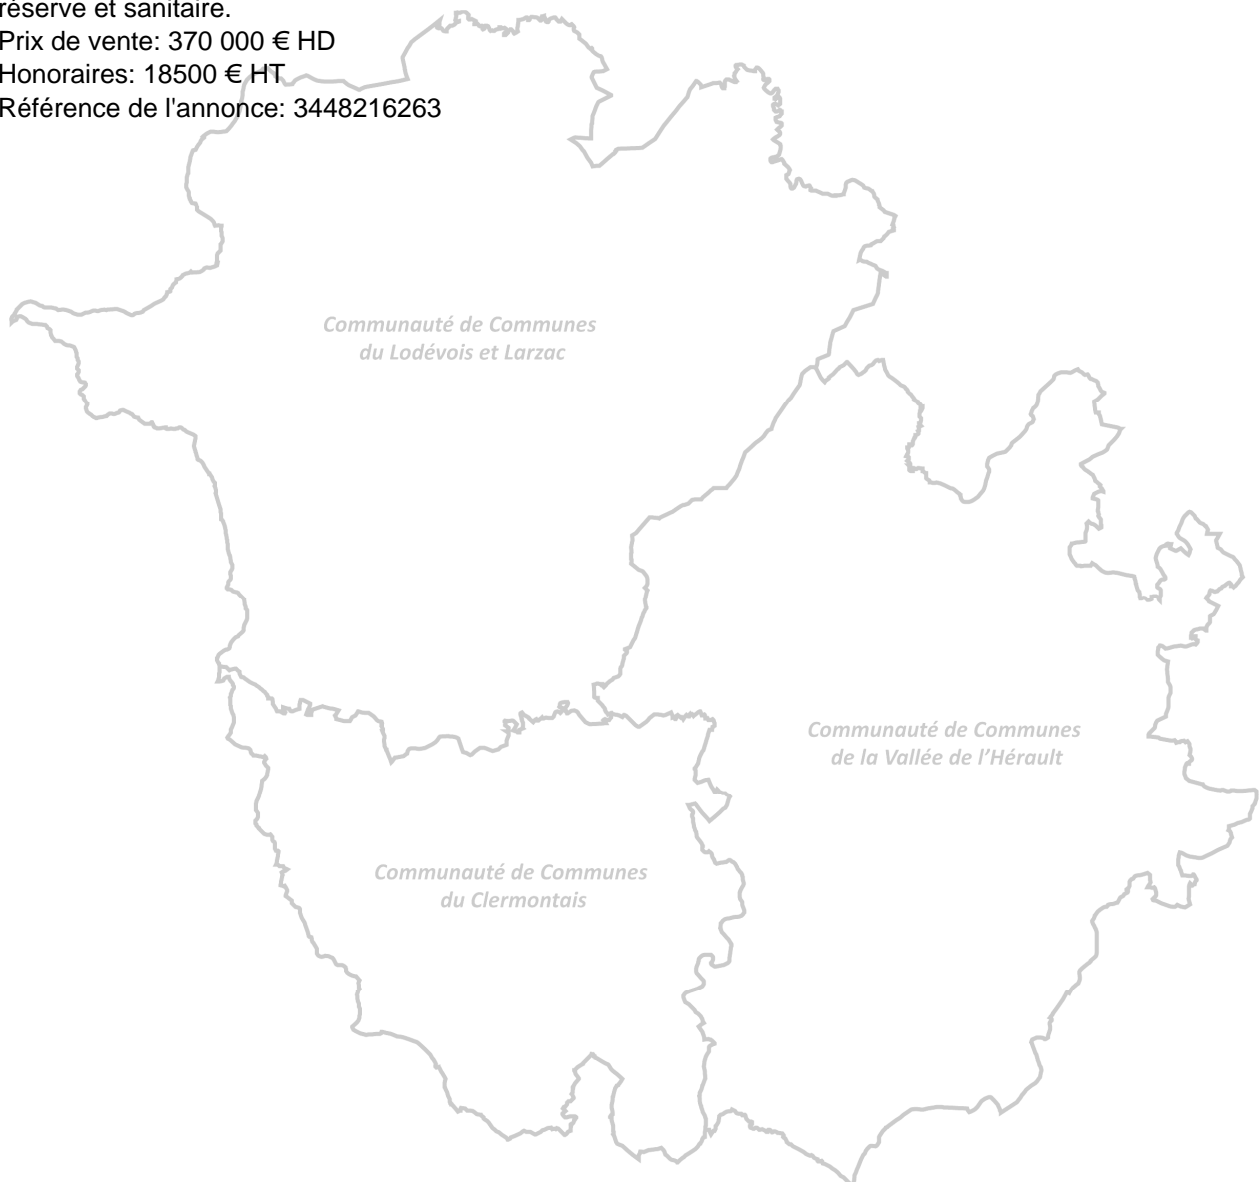 réserve et sanitaire.
Prix de vente: 370 000 € HD
Honoraires: 18500 € HT
Référence de l'annonce: 3448216263
Communauté de Communes
du Lodévois et Larzac
Communauté de Communes
de la Vallée de l’Hérault
Communauté de Communes
du Clermontais